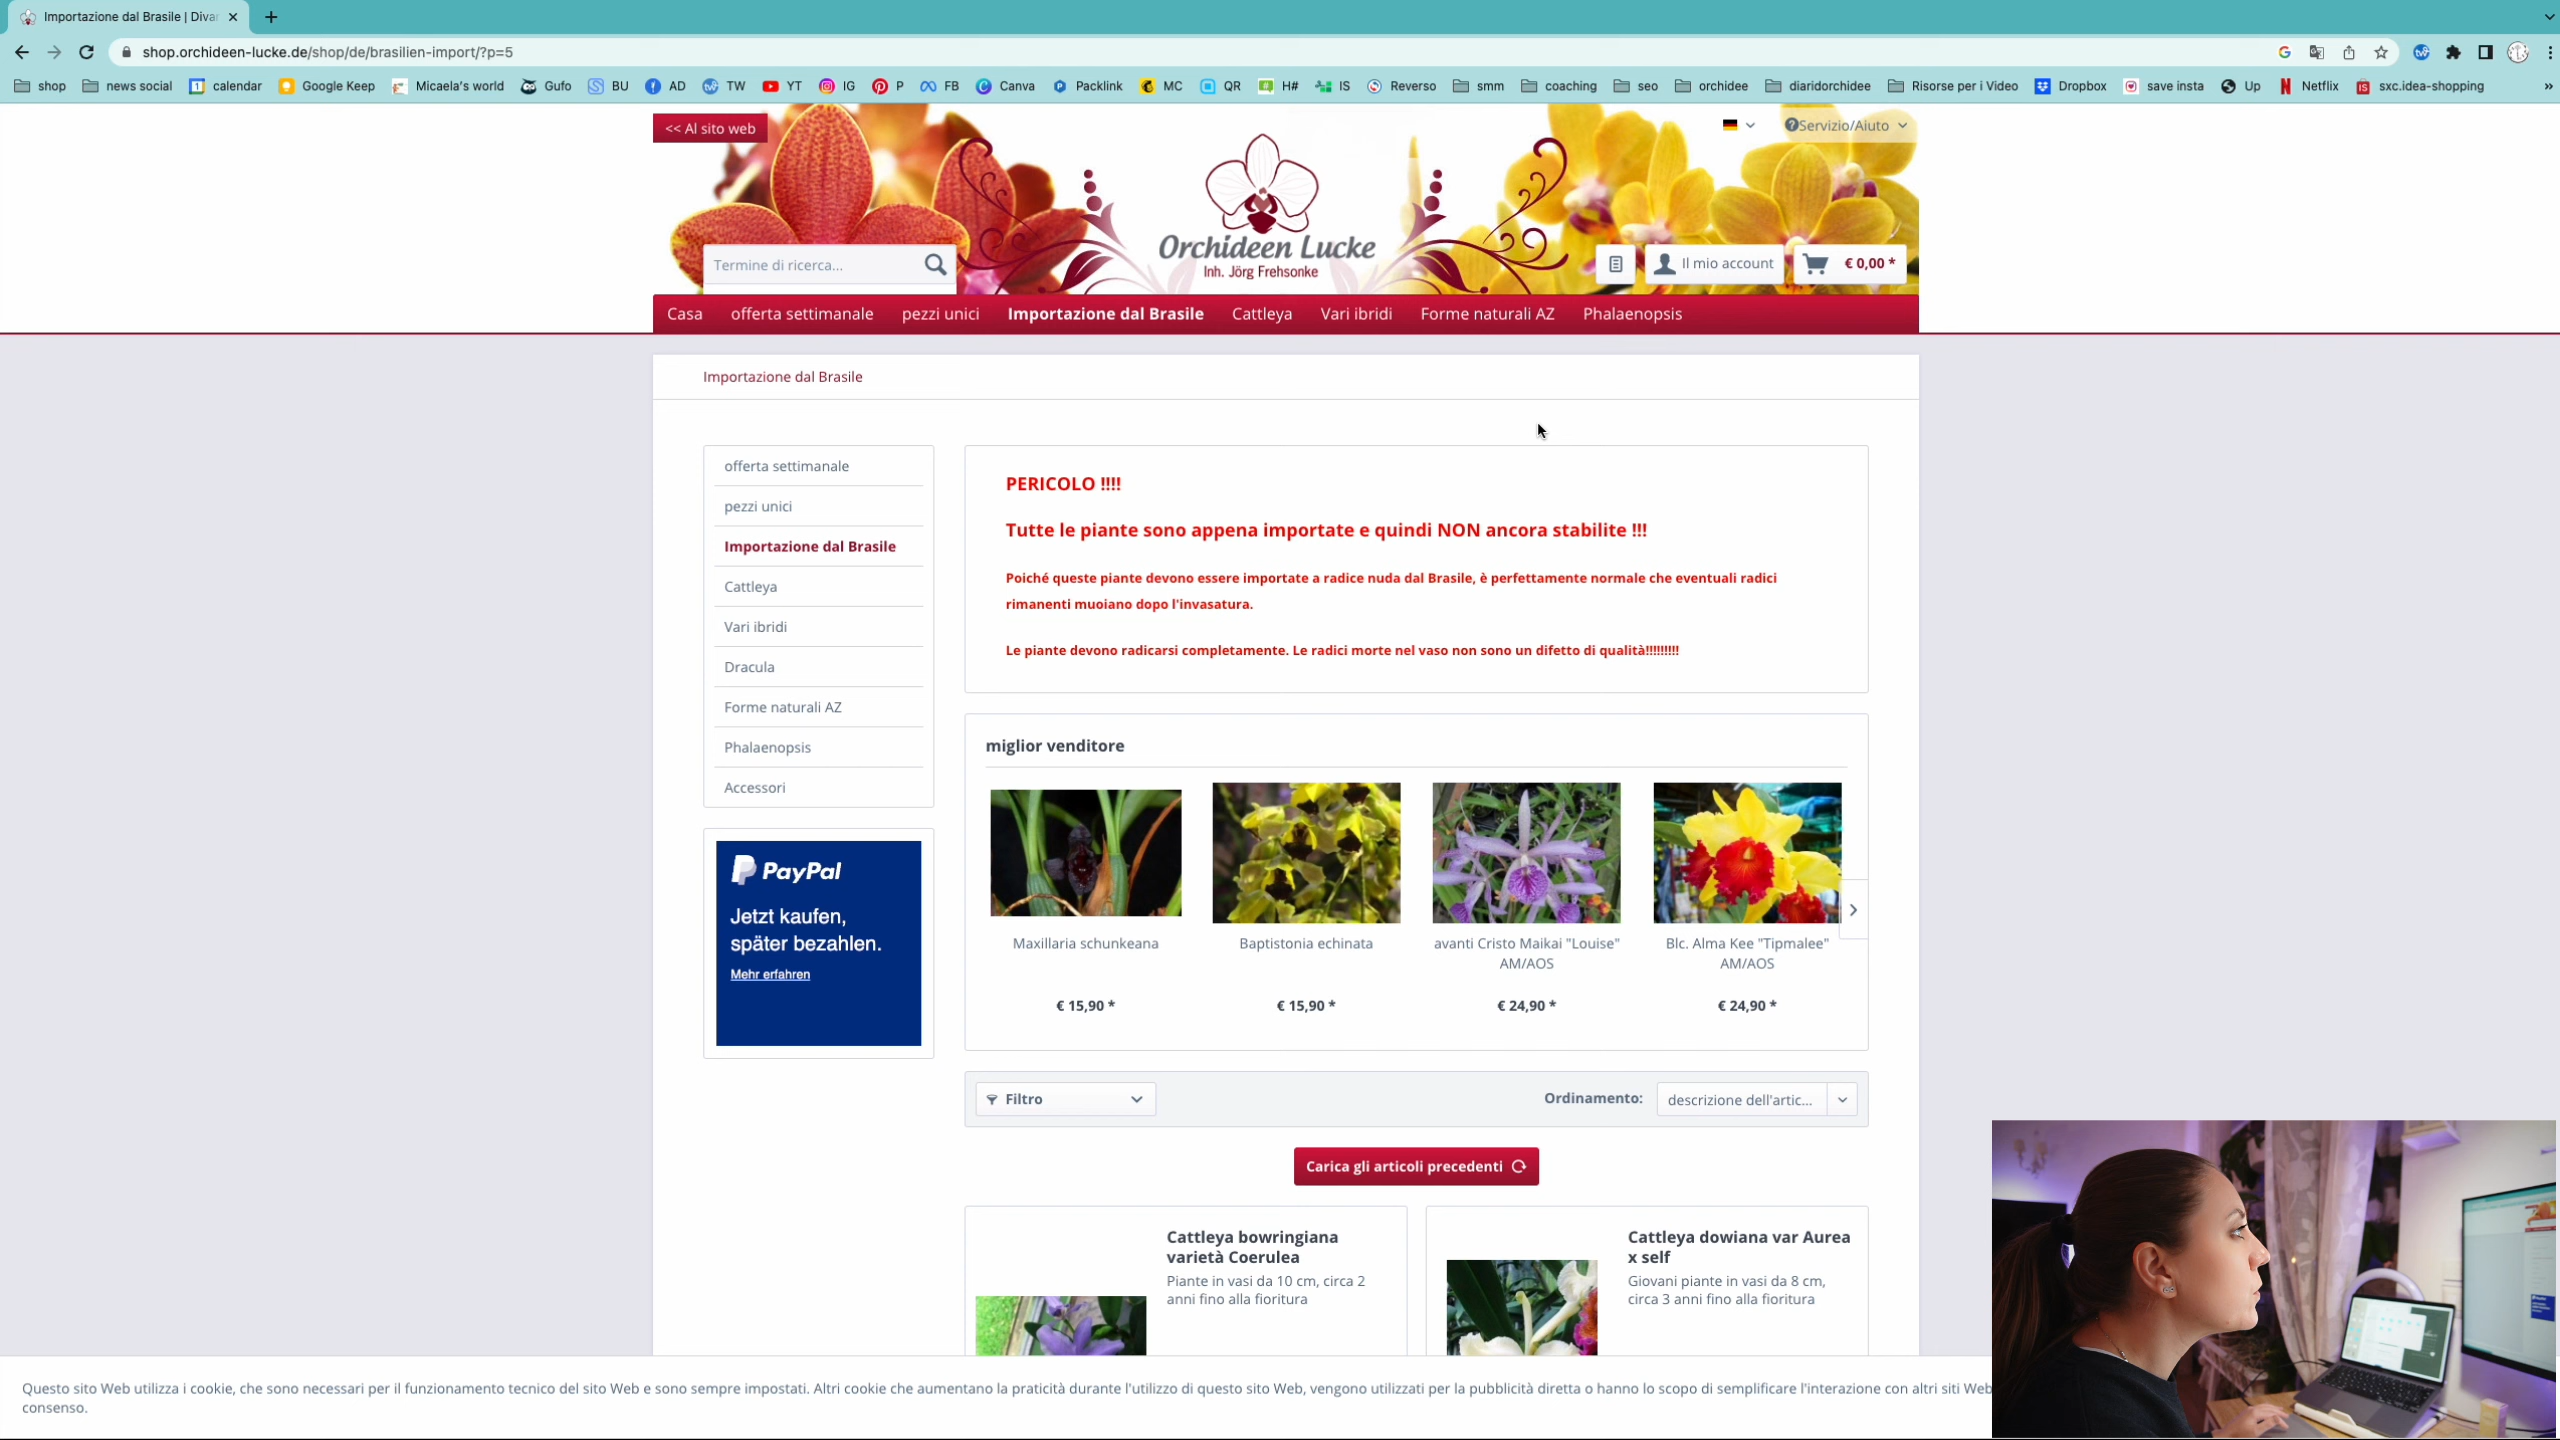 Importazione dal Brasile | Diva
shop.orchideen-lucke.de/shop/de/brasilien-import/?p=5
shop news social calendar Google Keep Micaela's world Gufo BU AD TW YT IG P FB Canva Packlink MC QR H# IS Reverso smm coaching seo orchidee diaridorchidee Risorse per i Video Dropbox save insta Up Netflix sxc.idea-shopping »
<< Al sito web
Servizio/Aiuto
Orchideen Lucke
Inh. Jörg Frehsonke
Termine di ricerca...
Il mio account
€ 0,00 *
Casa offerta settimanale pezzi unici Importazione dal Brasile Cattleya Vari ibridi Forme naturali AZ Phalaenopsis
Importazione dal Brasile
offerta settimanale
pezzi unici
Importazione dal Brasile
Cattleya
Vari ibridi
Dracula
Forme naturali AZ
Phalaenopsis
Accessori
PayPal
Jetzt kaufen,
später bezahlen.
Mehr erfahren
PERICOLO !!!!
Tutte le piante sono appena importate e quindi NON ancora stabilite !!!
Poiché queste piante devono essere importate a radice nuda dal Brasile, è perfettamente normale che eventuali radici
rimanenti muoiano dopo l'invasatura.
Le piante devono radicarsi completamente. Le radici morte nel vaso non sono un difetto di qualità!!!!!!!!!
miglior venditore
Maxillaria schunkeana
€ 15,90 *
Baptistonia echinata
€ 15,90 *
avanti Cristo Maikai "Louise"
AM/AOS
€ 24,90 *
Blc. Alma Kee "Tipmalee"
AM/AOS
€ 24,90 *
Filtro
Ordinamento:
descrizione dell'artic...
Carica gli articoli precedenti
Cattleya bowringiana
varietà Coerulea
Piante in vasi da 10 cm, circa 2
anni fino alla fioritura
Cattleya dowiana var Aurea
x self
Giovani piante in vasi da 8 cm,
circa 3 anni fino alla fioritura
Questo sito Web utilizza i cookie, che sono necessari per il funzionamento tecnico del sito Web e sono sempre impostati. Altri cookie che aumentano la praticità durante l'utilizzo di questo sito Web, vengono utilizzati per la pubblicità diretta o hanno lo scopo di semplificare l'interazione con altri siti Web
consenso.